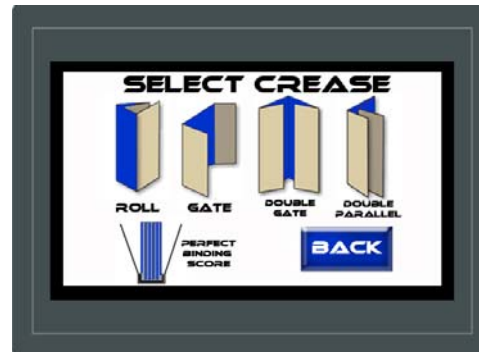 SELECT CREASE
ROLL
GATE
DOUBLE
GATE
DOUBLE
PARALLEL
PERFECT
BINDING
SCORE
BACK